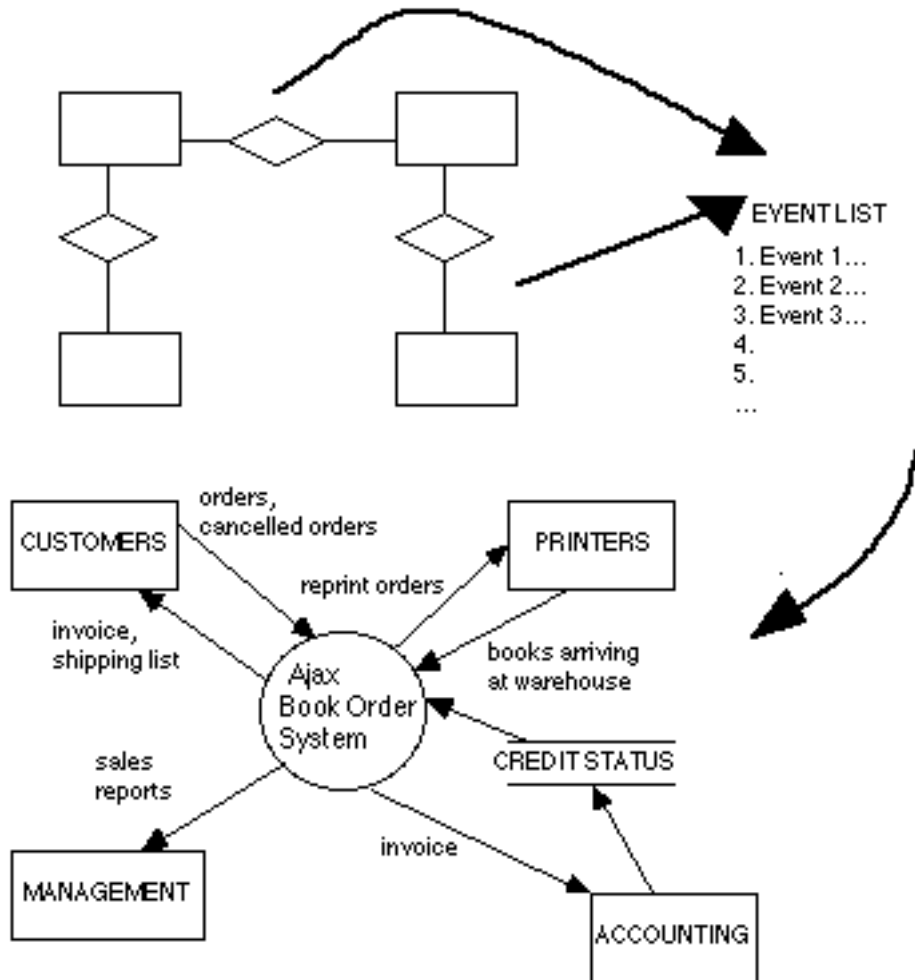 EVENT LIST
1. Event 1...
2. Event 2...
3. Event 3...
4.
5.
...
orders,
cancelled orders
CUSTOMERS
PRINTERS
reprint orders
invoice,
shipping list
books arriving
at warehouse
Ajax
Book Order
System
CREDIT STATUS
sales
reports
invoice
MANAGEMENT
ACCOUNTING